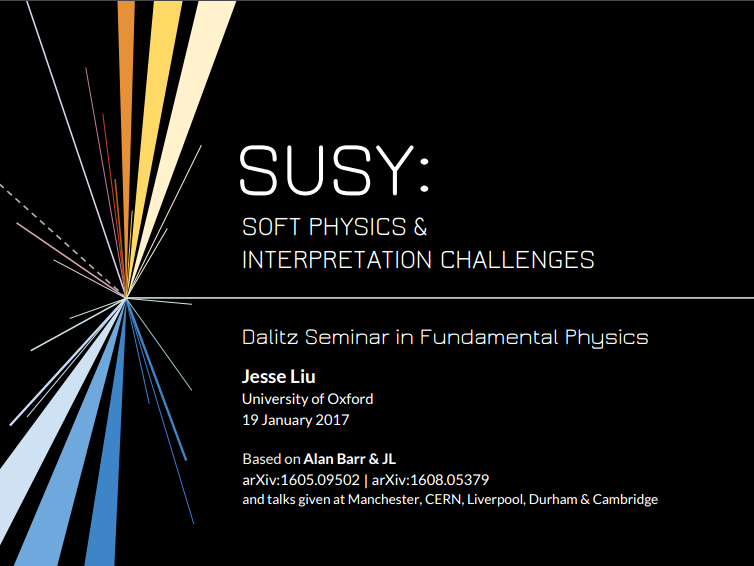 SUSY:
SOFT PHYSICS &
INTERPRETATION CHALLENGES
Dalitz Seminar in Fundamental Physics
Jesse Liu
University of Oxford
19 January 2017
Based on Alan Barr & JL
arXiv:1605.09502 | arXiv:1608.05379
and talks given at Manchester, CERN, Liverpool, Durham & Cambridge